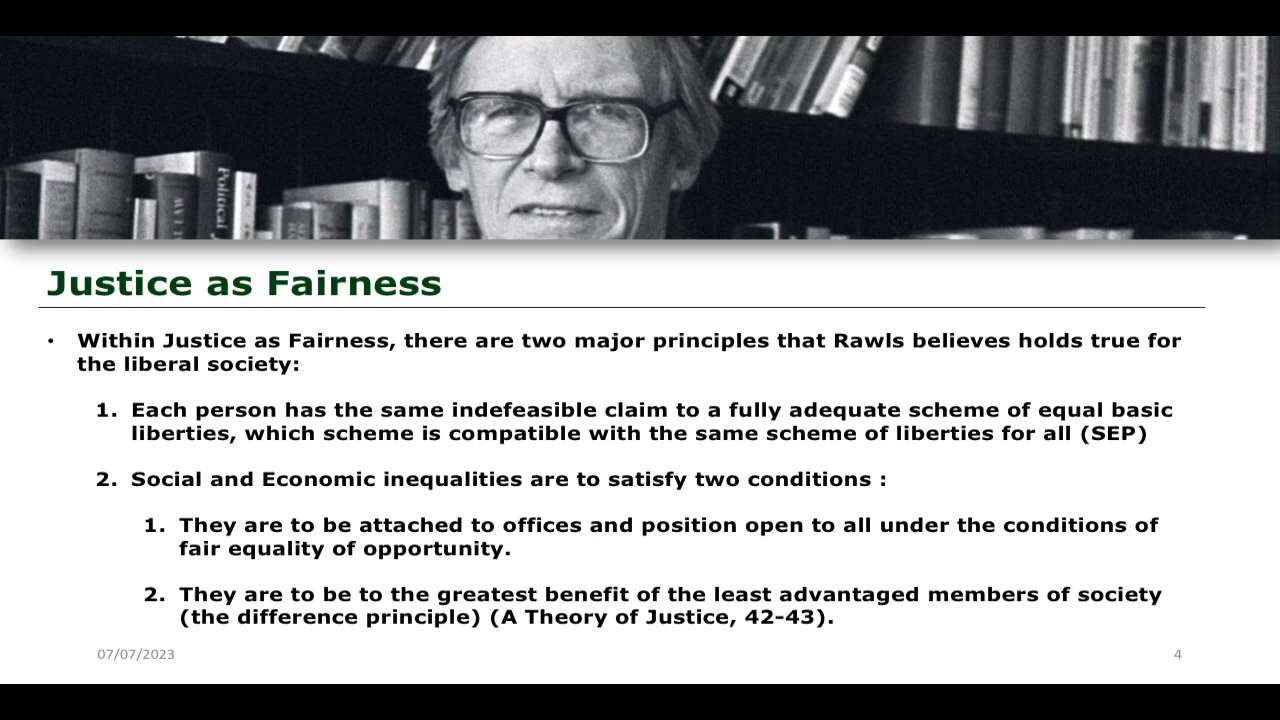 Political
LAW
Justice as Fairness
• Within Justice as Fairness, there are two major principles that Rawls believes holds true for
the liberal society:
1. Each person has the same indefeasible claim to a fully adequate scheme of equal basic
liberties, which scheme is compatible with the same scheme of liberties for all (SEP)
2. Social and Economic inequalities are to satisfy two conditions :
1. They are to be attached to offices and position open to all under the conditions of
fair equality of opportunity.
2. They are to be to the greatest benefit of the least advantaged members of society
(the difference principle) (A Theory of Justice, 42-43).
07/07/2023
4